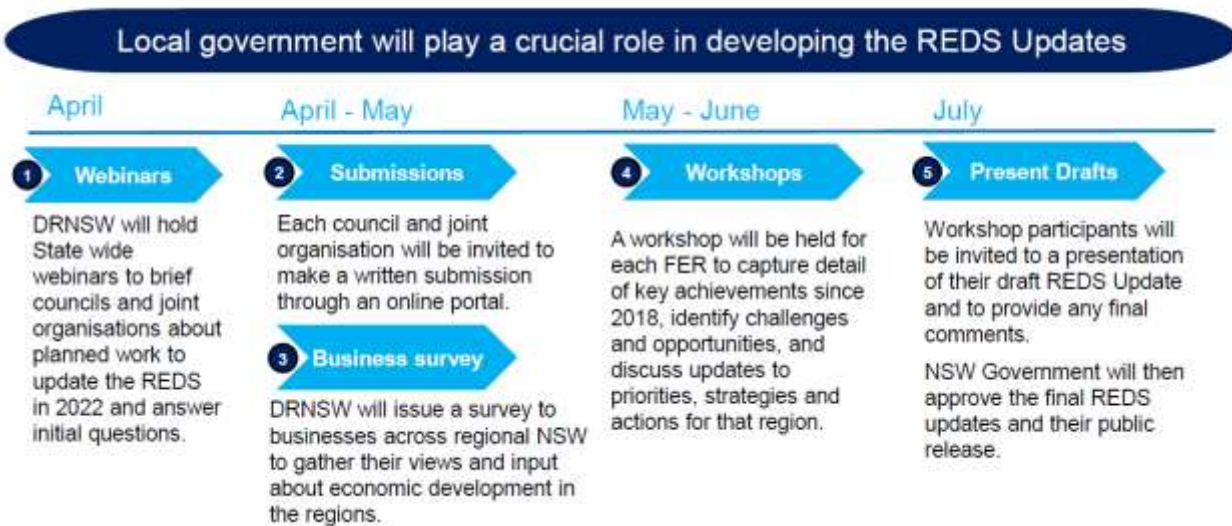 Local government will play a crucial role in developing the REDS Updates
April
1
Webinars
DRNSW will hold
State wide
webinars to brief
councils and joint
organisations about
planned work to
update the REDS
in 2022 and answer
initial questions.
April - May
2
Submissions
Each council and joint
organisation will be invited to
make a written submission
through an online portal.
3
Business survey
DRNSW will issue a survey to
businesses across regional NSW
to gather their views and input
about economic development in
the regions.
May - June
4
Workshops
A workshop will be held for
each FER to capture detail
of key achievements since
2018, identify challenges
and opportunities, and
discuss updates to
priorities, strategies and
actions for that region.
July
5
Present Drafts
Workshop participants will
be invited to a presentation
of their draft REDS Update
and to provide any final
comments.
NSW Government will then
approve the final REDS
updates and their public
release.